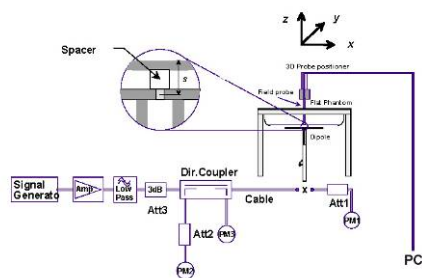 z
y
x
Spacer
s
3D Probe positioner
Field probe
Flat Phantom
Dipole
Signal
Generato
Amp
Low
Pass
3dB
Att3
Dir.Coupler
Cable
x
Att1
PM1
Att2
PM3
PM2
PC